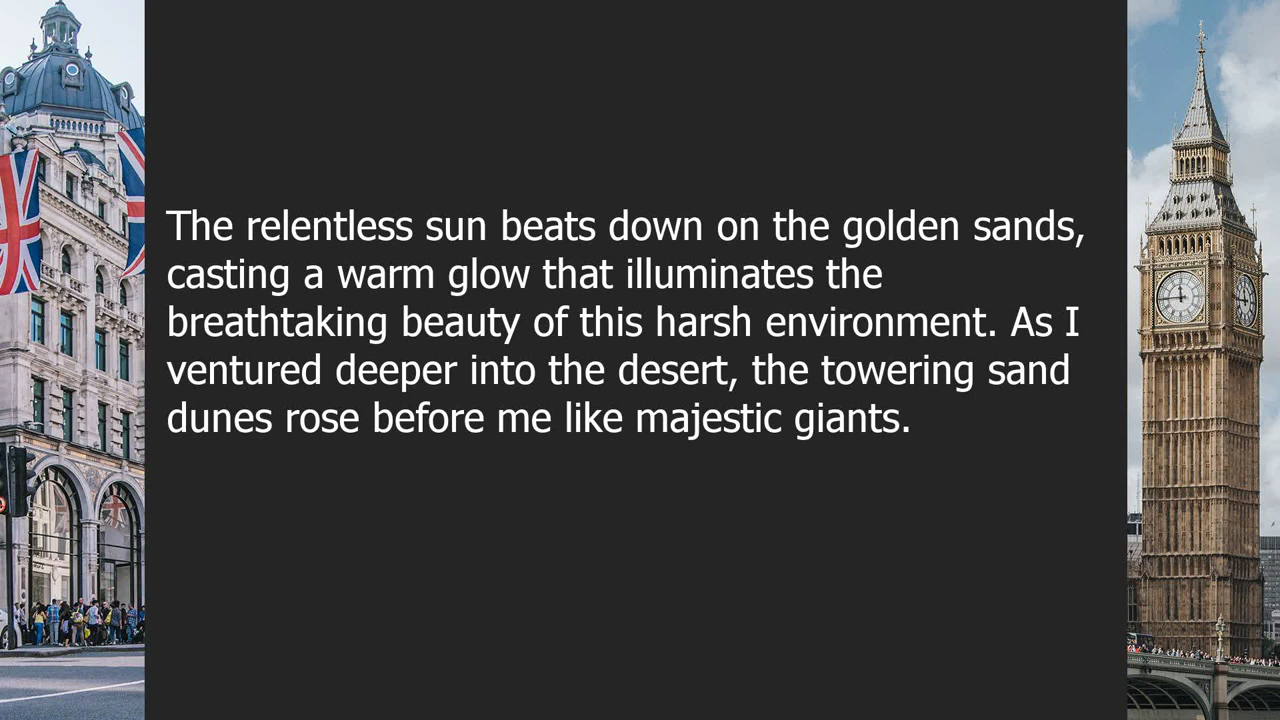 The relentless sun beats down on the golden sands,
casting a warm glow that illuminates the
breathtaking beauty of this harsh environment. As I
ventured deeper into the desert, the towering sand
dunes rose before me like majestic giants.